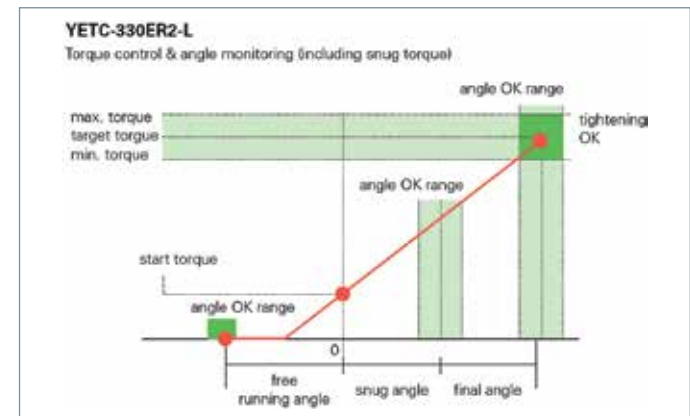 YETC-330ER2-L
Torque control & angle monitoring (including snug torque)
angle OK range
max. torque
target torque
min. torque
tightening
OK
angle OK range
start torque
angle OK range
0
free
running angle
snug angle
final angle